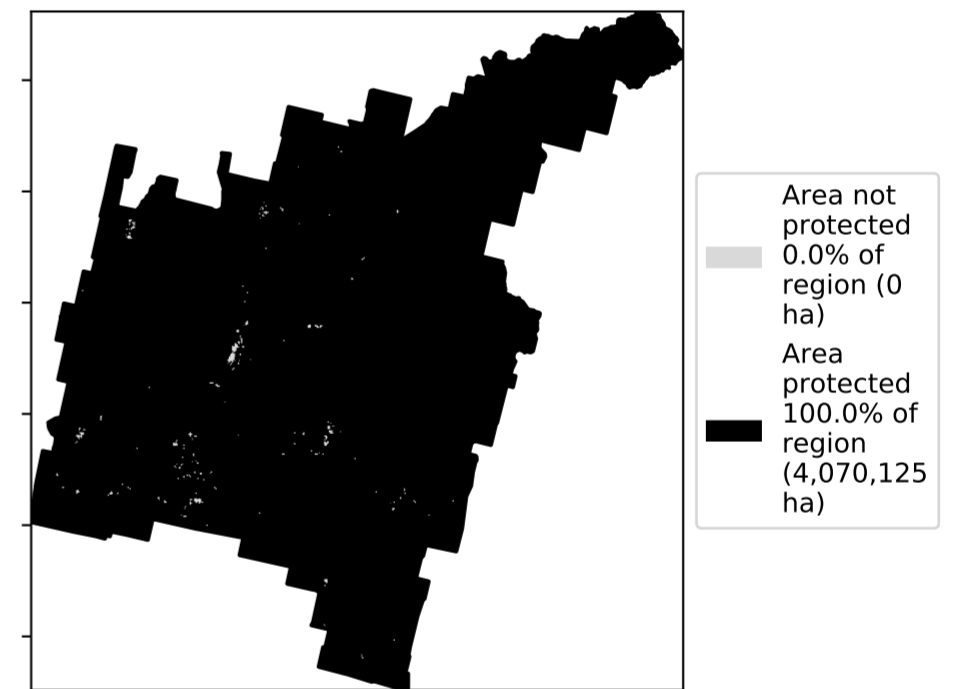 Area not
protected
0.0% of
region (0
ha)
Area
protected
100.0% of
region
(4,070,125
ha)